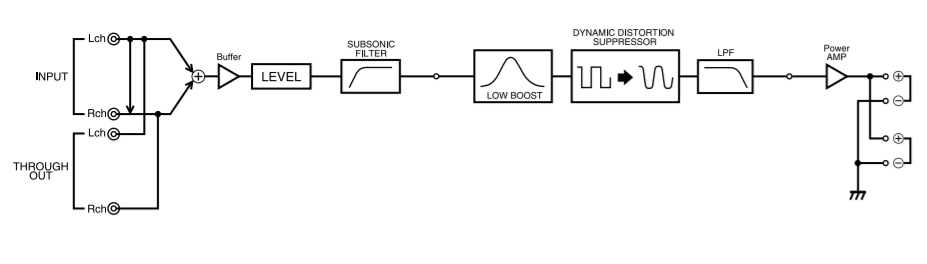 INPUT
Lch
Rch
THROUGH
OUT
Lch
Rch
+
Buffer
LEVEL
SUBSONIC
FILTER
LOW BOOST
DYNAMIC DISTORTION
SUPPRESSOR
LPF
Power
AMP
+
−
+
−